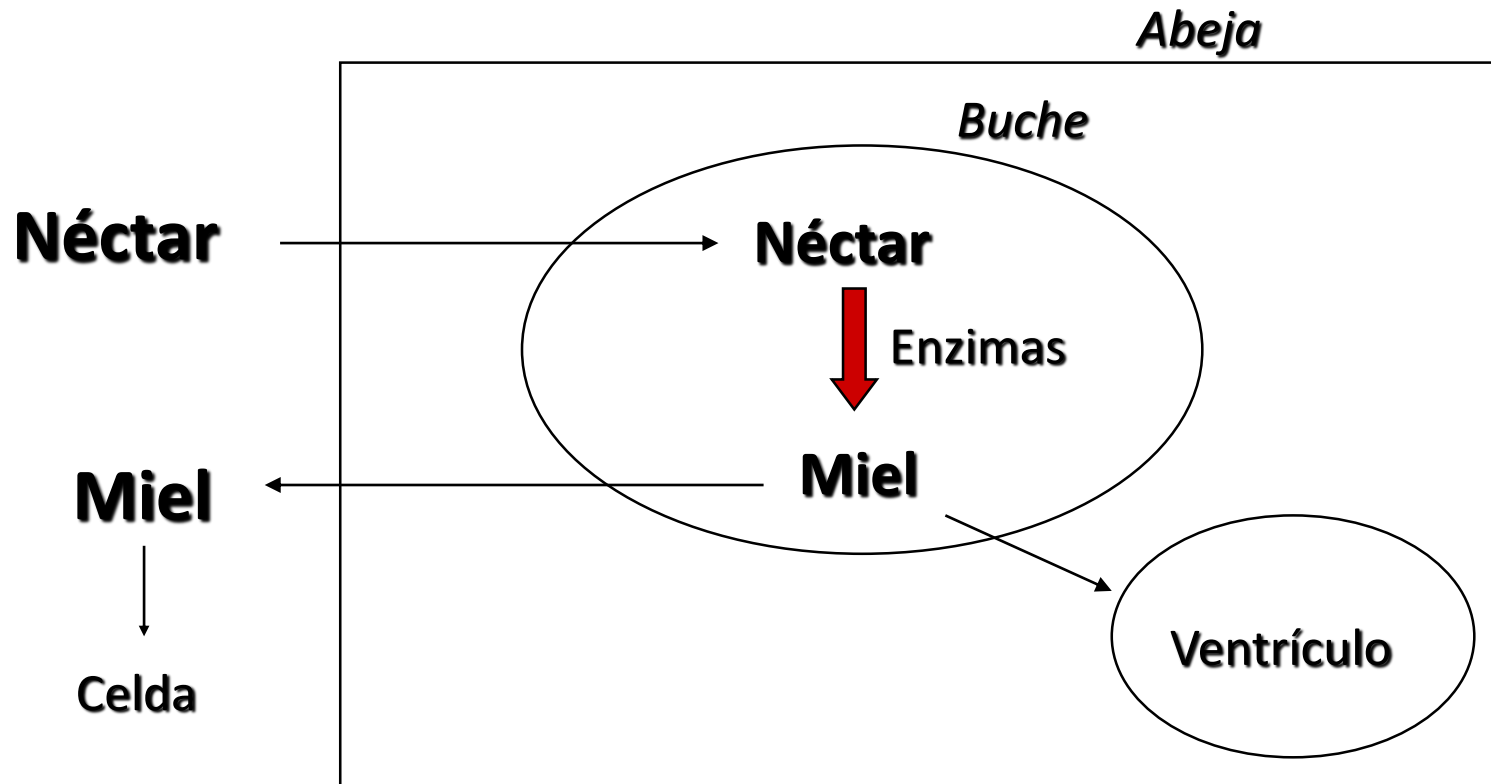 Abeja
Buche
Néctar
Néctar
Enzimas
Miel
Miel
Ventrículo
Celda